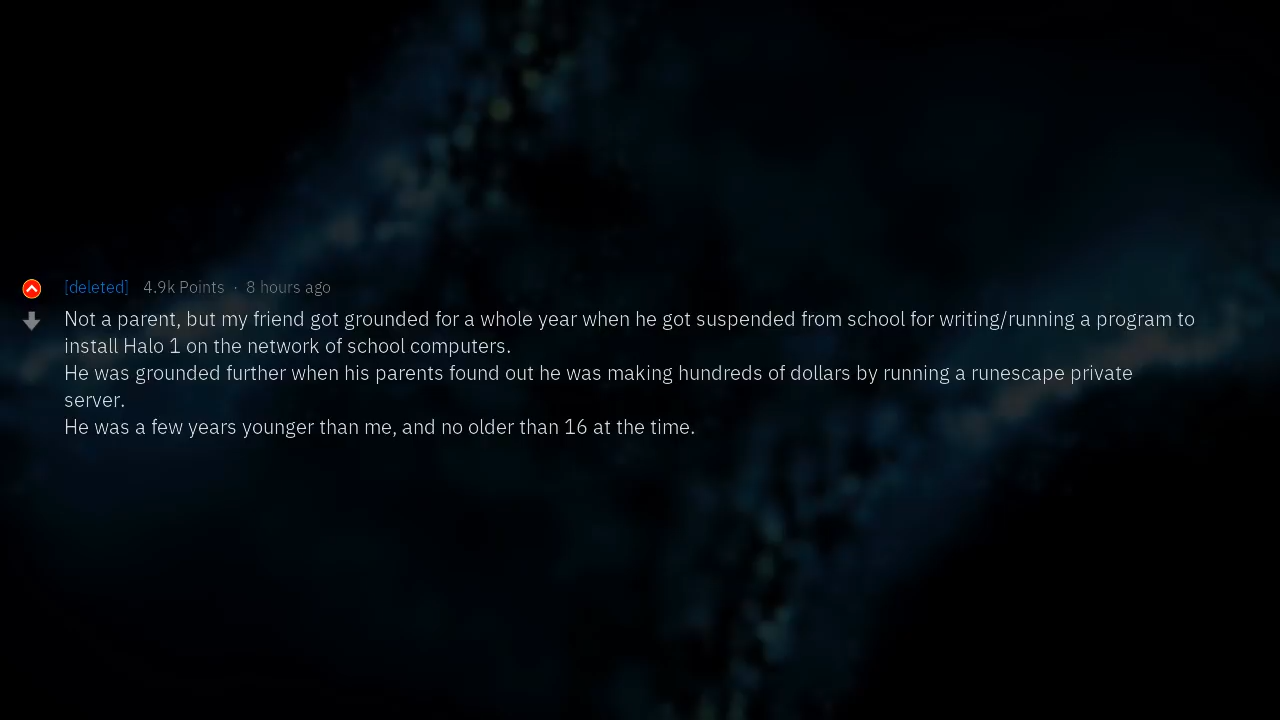 [deleted] 4.9k Points · 8 hours ago
Not a parent, but my friend got grounded for a whole year when he got suspended from school for writing/running a program to
install Halo 1 on the network of school computers.
He was grounded further when his parents found out he was making hundreds of dollars by running a runescape private
server.
He was a few years younger than me, and no older than 16 at the time.